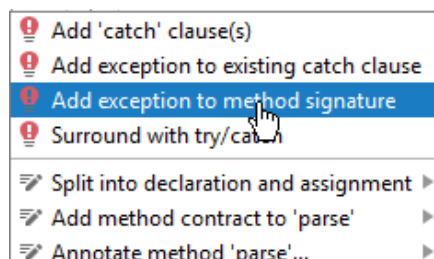 Add 'catch' clause(s)
Add exception to existing catch clause
Add exception to method signature
Surround with try/catch
Split into declaration and assignment
Add method contract to 'parse'
Annotate method 'parse'...